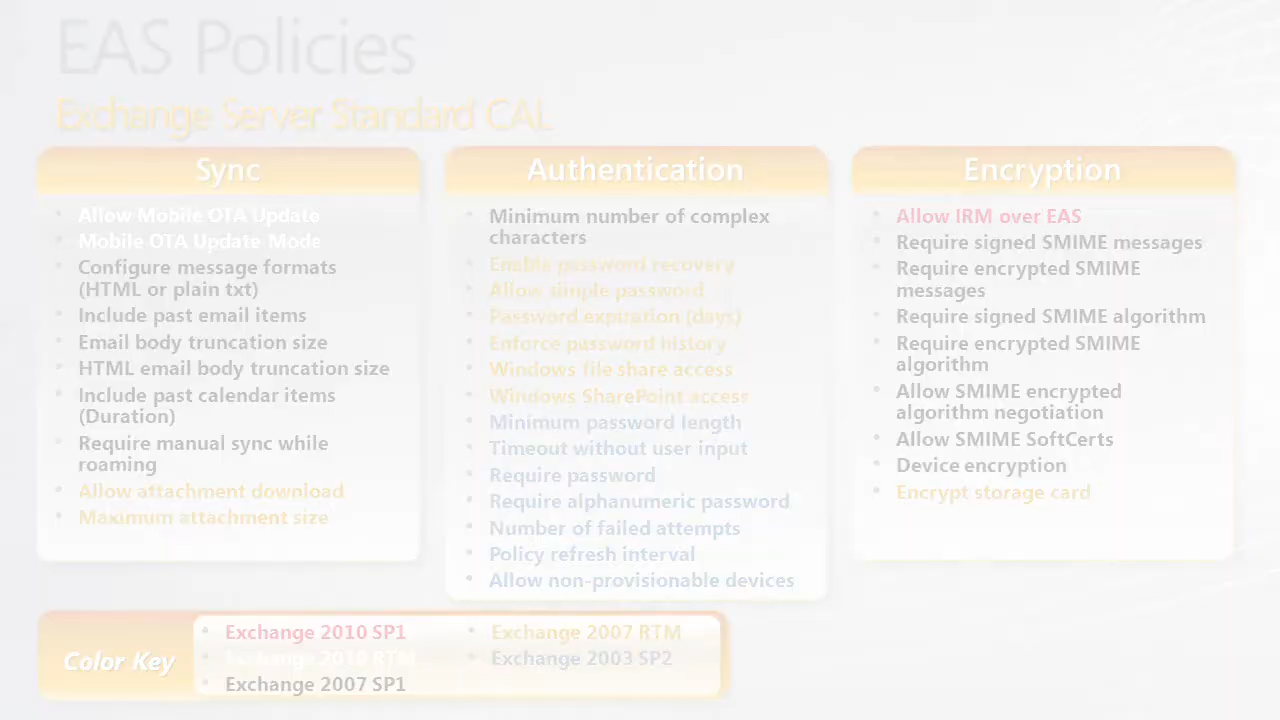 EAS Policies
Exchange Server Standard CAL
Sync
• Allow Mobile OTA Update
• Mobile OTA Update Mode
• Configure message formats
(HTML or plain txt)
• Include past email items
• Email body truncation size
• HTML email body truncation size
• Include past calendar items
(Duration)
• Require manual sync while
roaming
• Allow attachment download
• Maximum attachment size
Authentication
• Minimum number of complex
characters
• Enable password recovery
• Allow simple password
• Password expiration (days)
• Enforce password history
• Windows file share access
• Windows SharePoint access
• Minimum password length
• Timeout without user input
• Require password
• Require alphanumeric password
• Number of failed attempts
• Policy refresh interval
• Allow non-provisionable devices
Encryption
• Allow IRM over EAS
• Require signed SMIME messages
• Require encrypted SMIME
messages
• Require signed SMIME algorithm
• Require encrypted SMIME
algorithm
• Allow SMIME encrypted
algorithm negotiation
• Allow SMIME SoftCerts
• Device encryption
• Encrypt storage card
Color Key
• Exchange 2010 SP1
• Exchange 2010 RTM
• Exchange 2007 SP1
• Exchange 2007 RTM
• Exchange 2003 SP2